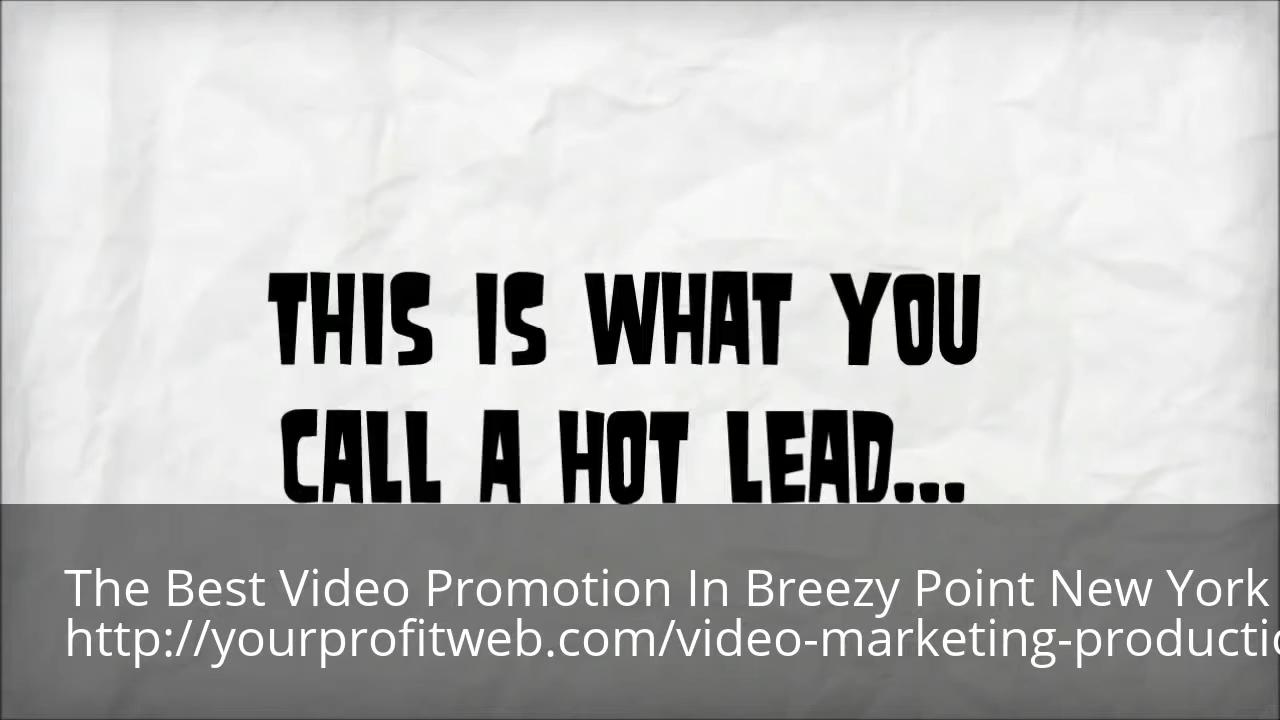 THIS IS WHAT YOU
CALL A HOT LEAD...
The Best Video Promotion In Breezy Point New York
http://yourprofitweb.com/video-marketing-productic